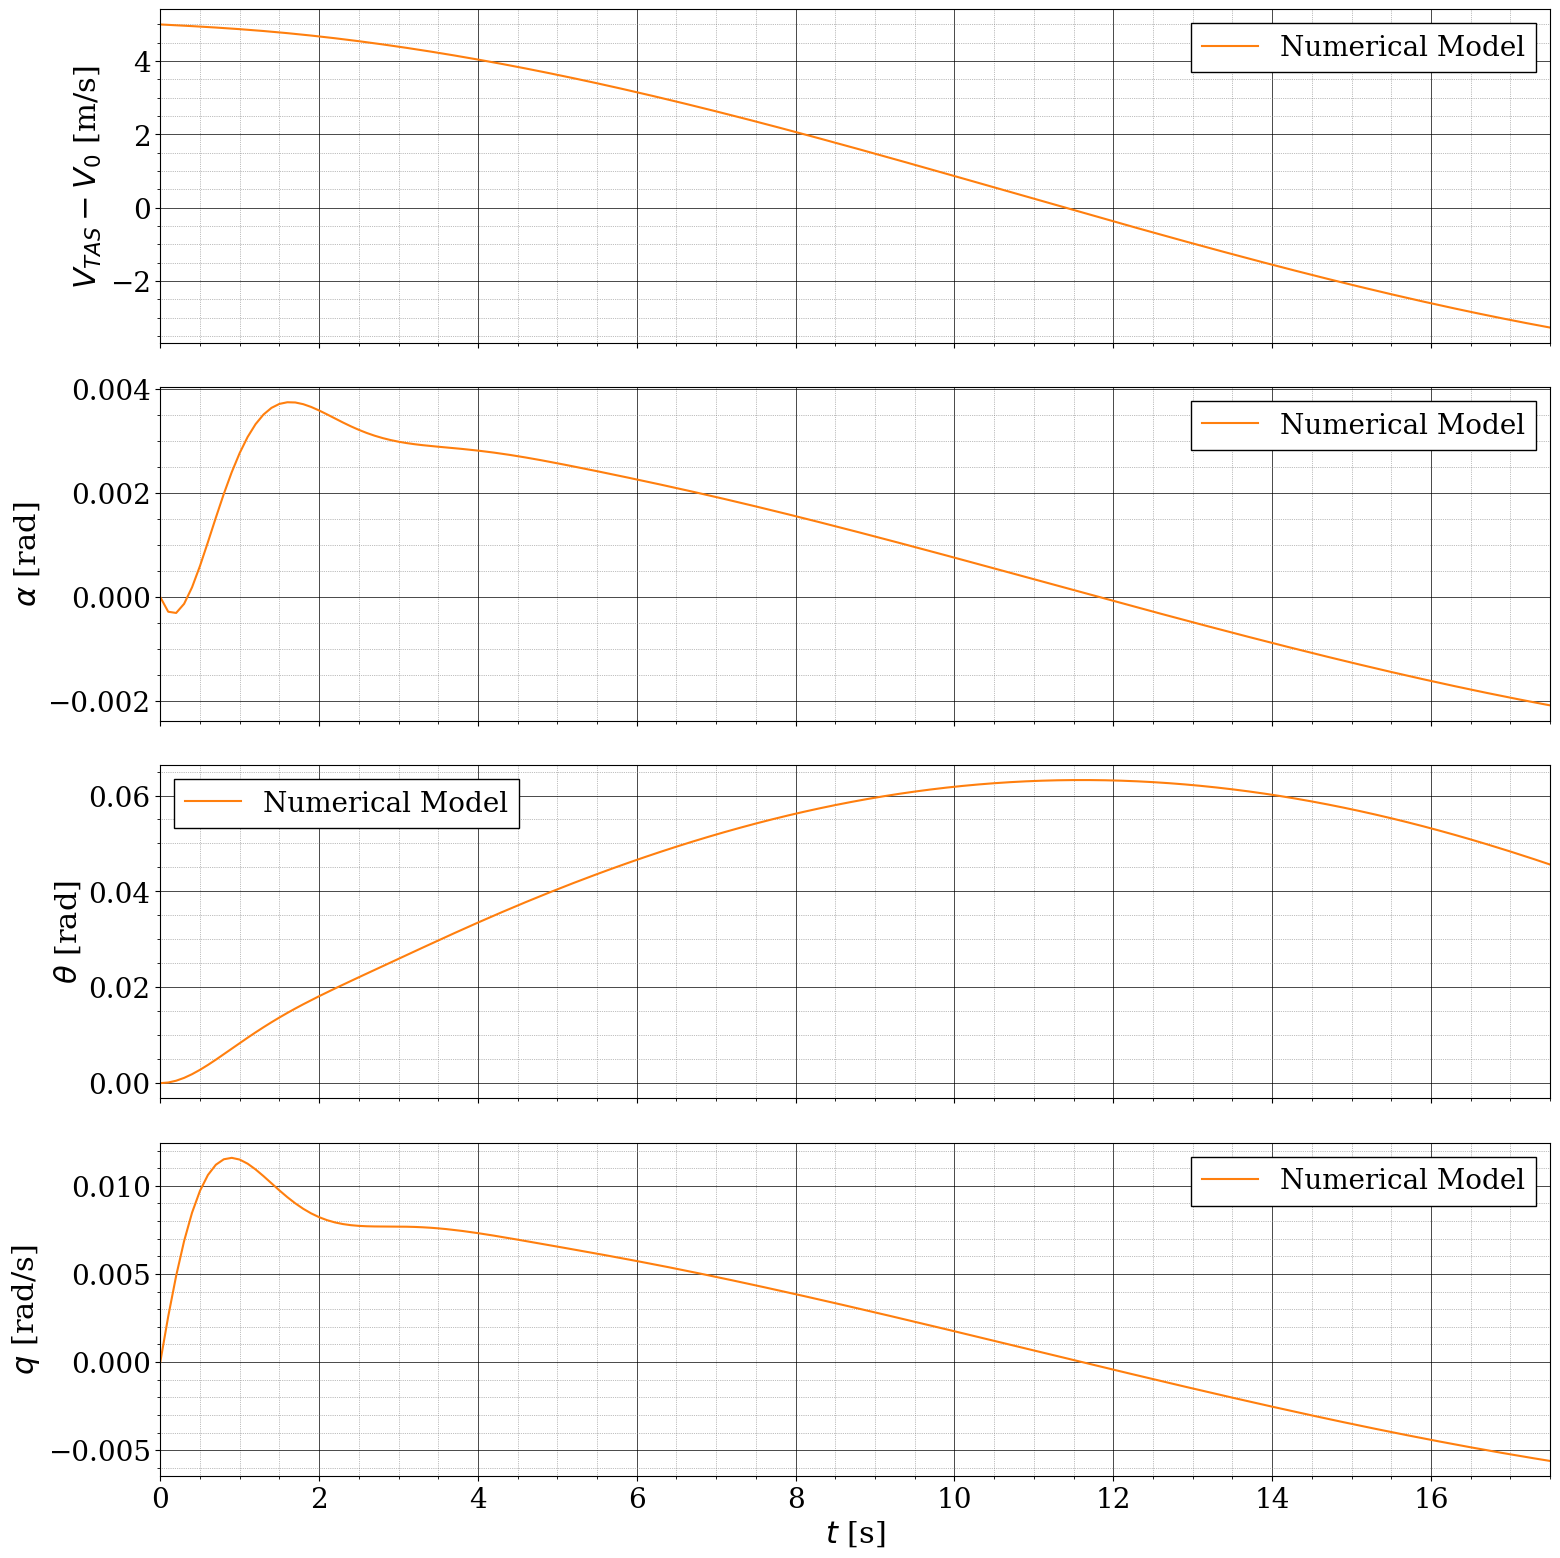 V_TAS − V_0 [m/s]
4
2
0
−2
Numerical Model
α [rad]
0.004
0.002
0.000
−0.002
Numerical Model
θ [rad]
0.06
0.04
0.02
0.00
Numerical Model
q [rad/s]
0.010
0.005
0.000
−0.005
Numerical Model
0 2 4 6 8 10 12 14 16
t [s]